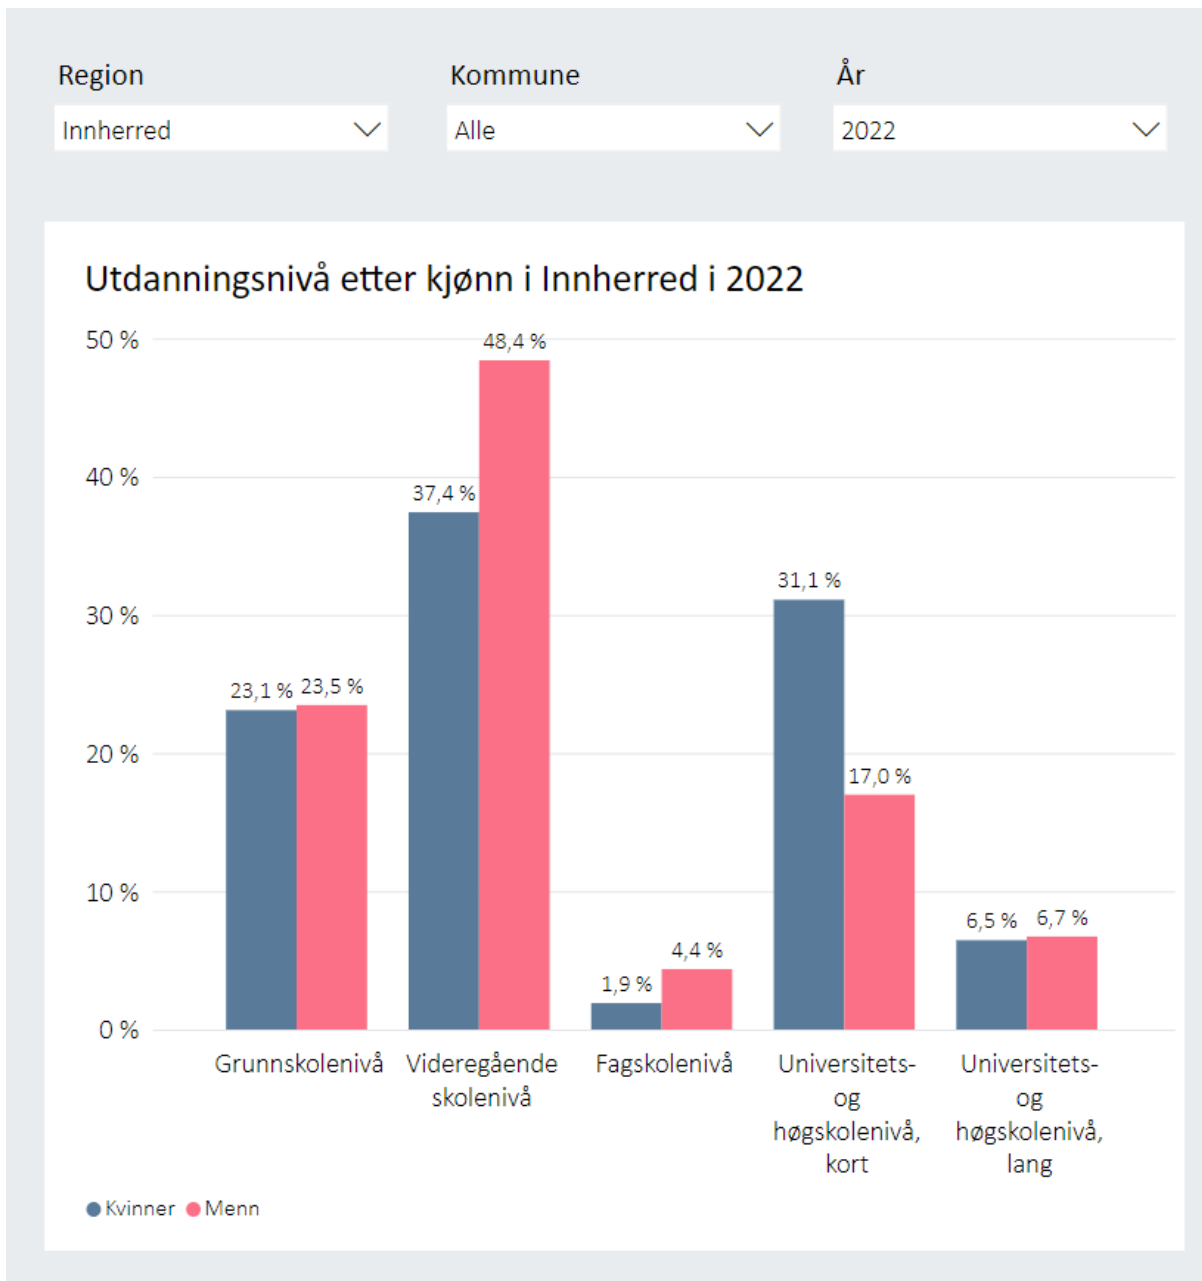 Region
Kommune
År
Innherred
Alle
2022
Utdanningsnivå etter kjønn i Innherred i 2022
50 %
40 %
30 %
20 %
10 %
0 %
23,1 %
23,5 %
37,4 %
48,4 %
1,9 %
4,4 %
31,1 %
17,0 %
6,5 %
6,7 %
Grunnskolenivå
Videregående
skolenivå
Fagskolenivå
Universitets-
og
høgskolenivå,
kort
Universitets-
og
høgskolenivå,
lang
Kvinner
Menn